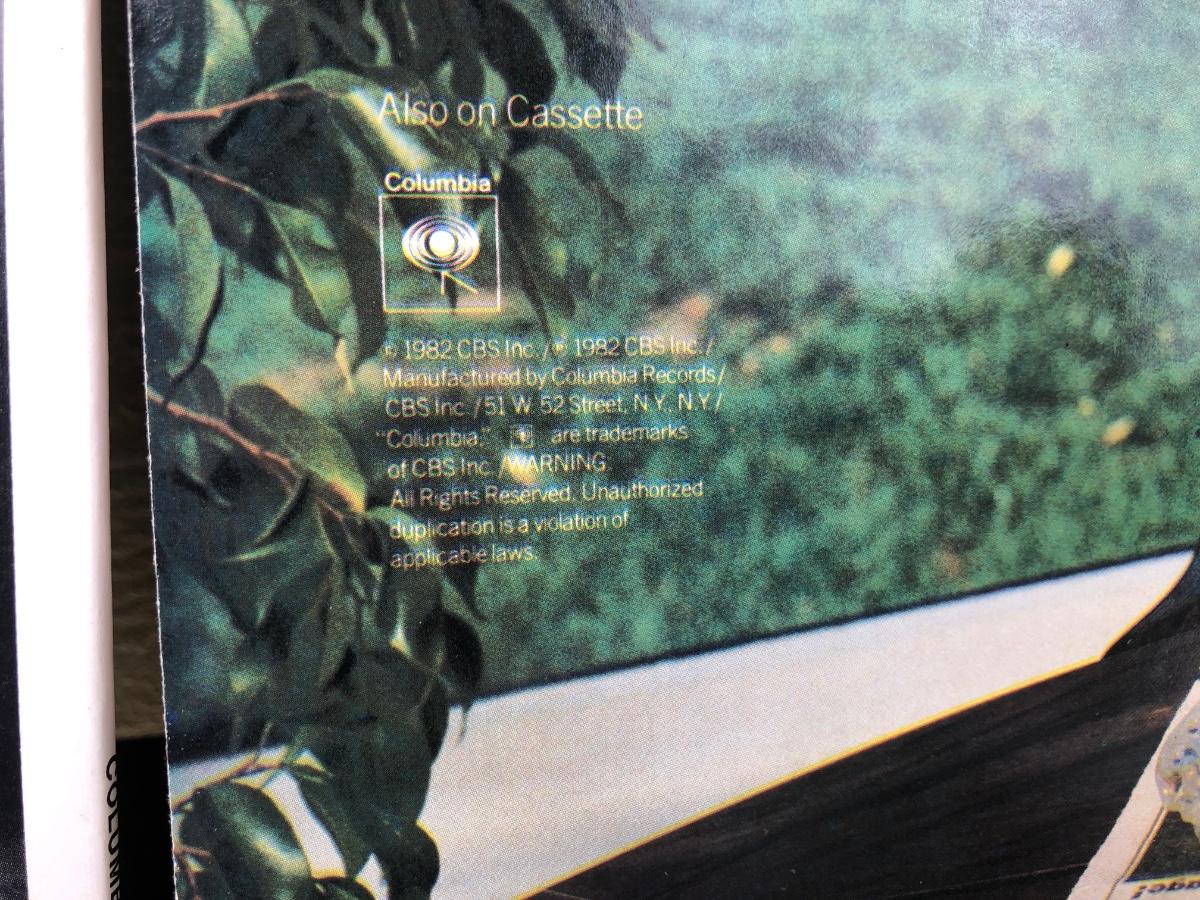 Also on Cassette
Columbia
© 1982 CBS Inc./℗ 1982 CBS Inc./
Manufactured by Columbia Records/
CBS Inc./51 W. 52 Street, N.Y., N.Y./
"Columbia," are trademarks
of CBS Inc./WARNING:
All Rights Reserved. Unauthorized
duplication is a violation of
applicable laws.